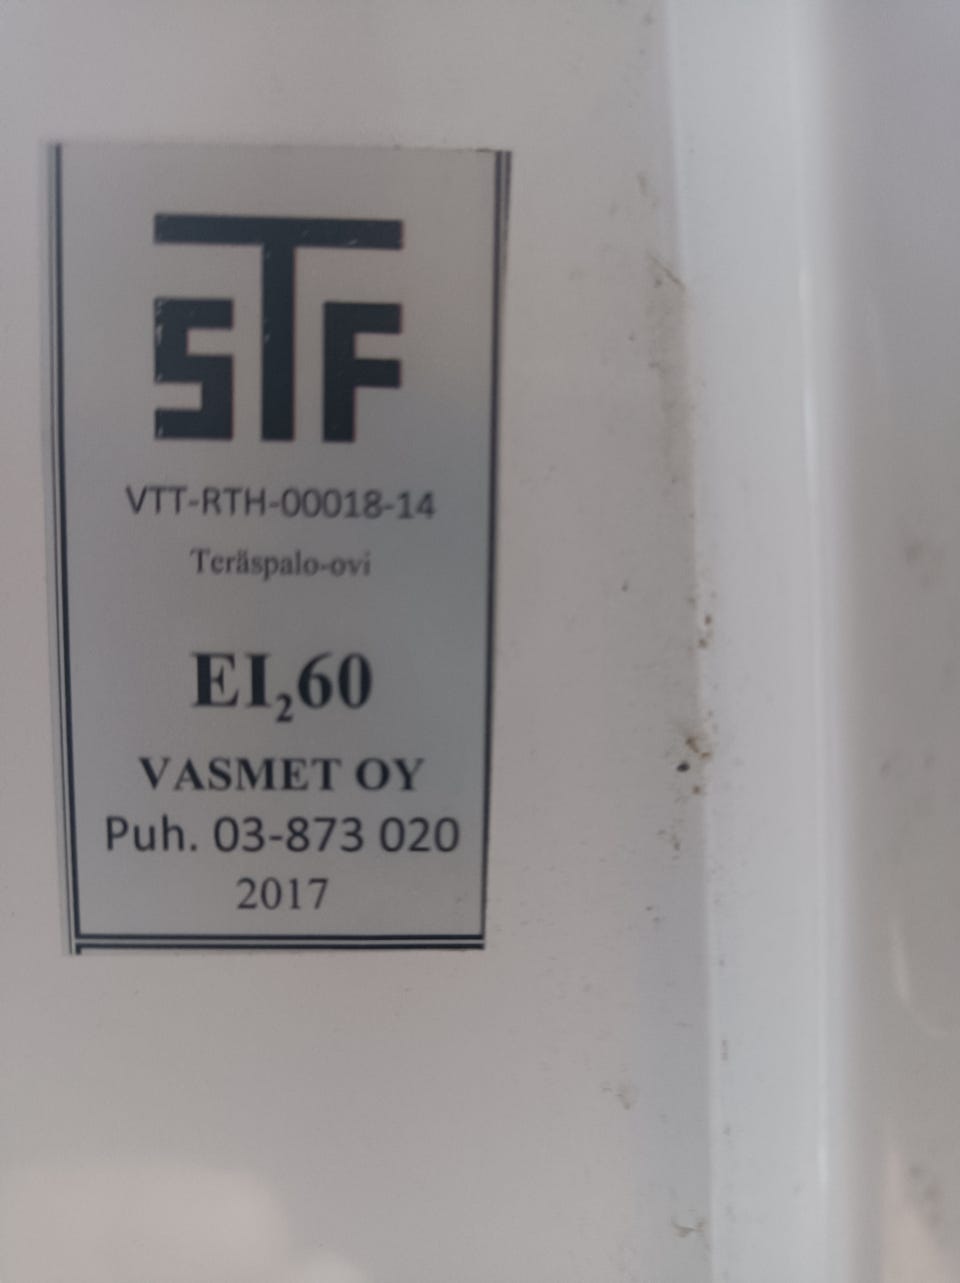 STF
VTT-RTH-00018-14
Teräspalo-ovi
EI₂60
VASMET OY
Puh. 03-873 020
2017